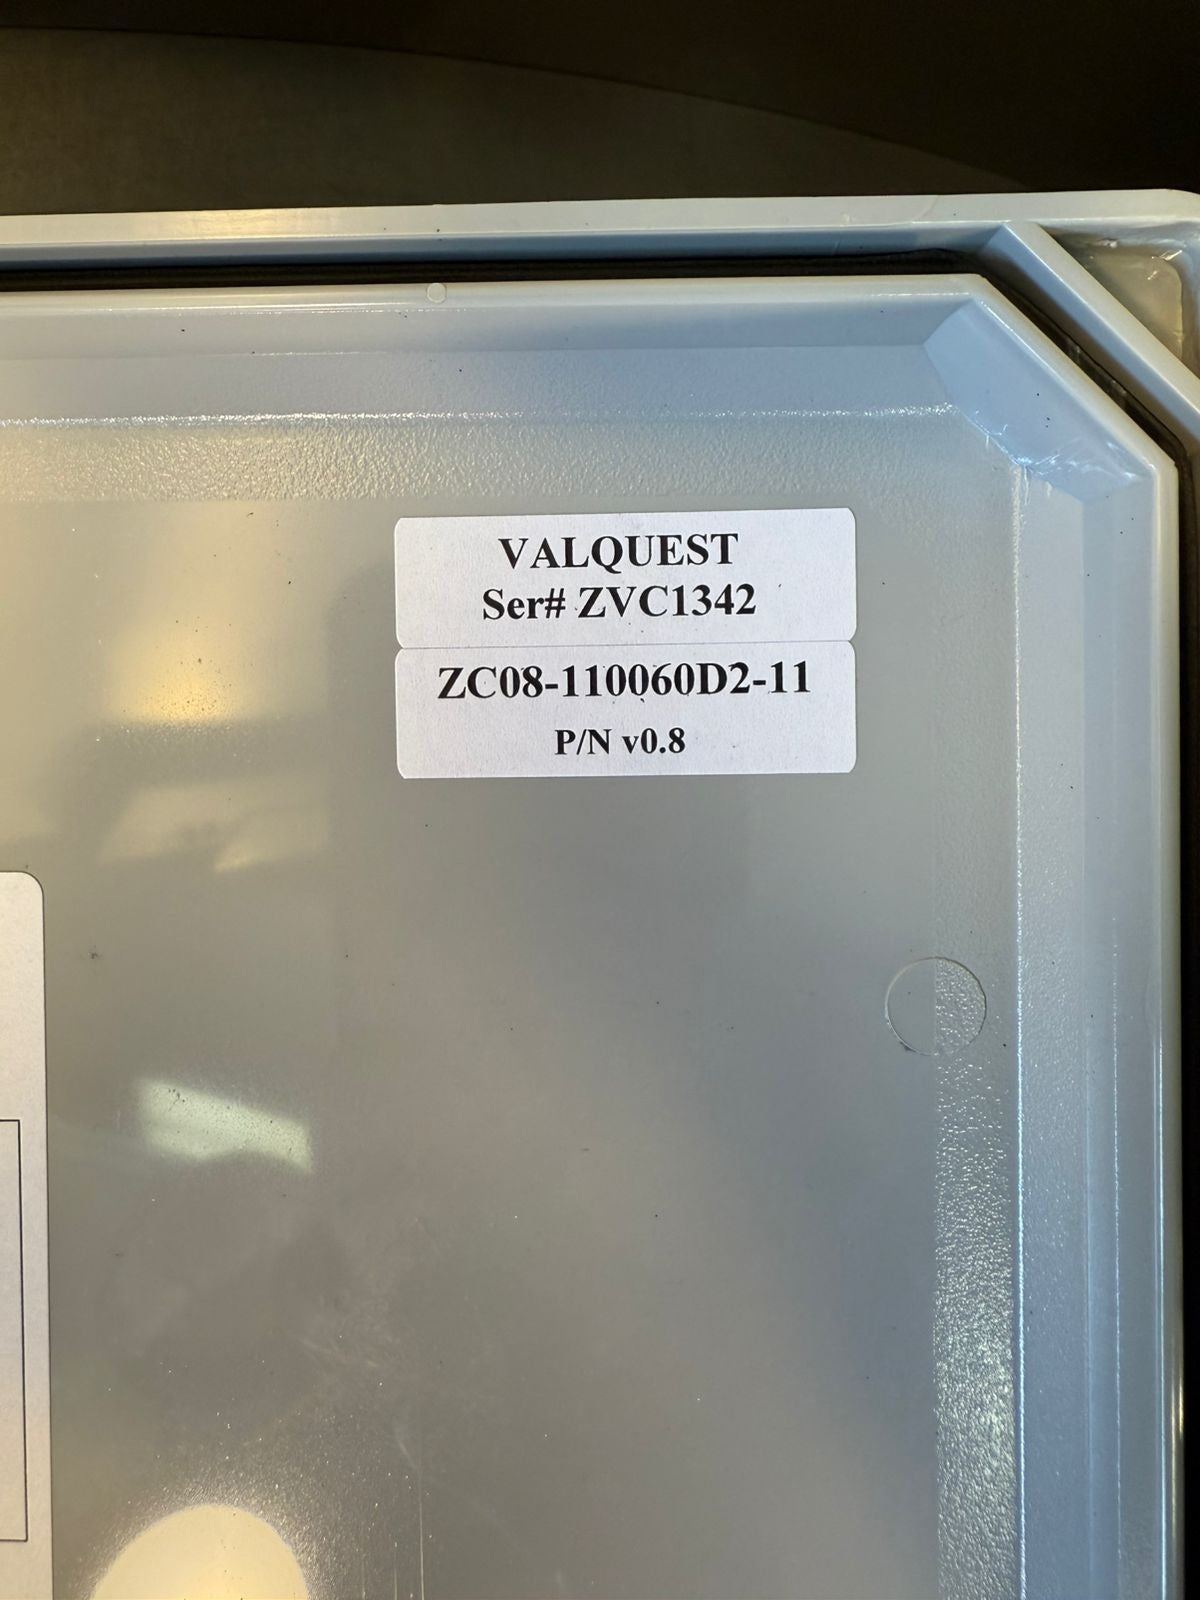 VALQUEST
Ser# ZVC1342
ZC08-110060D2-11
P/N v0.8